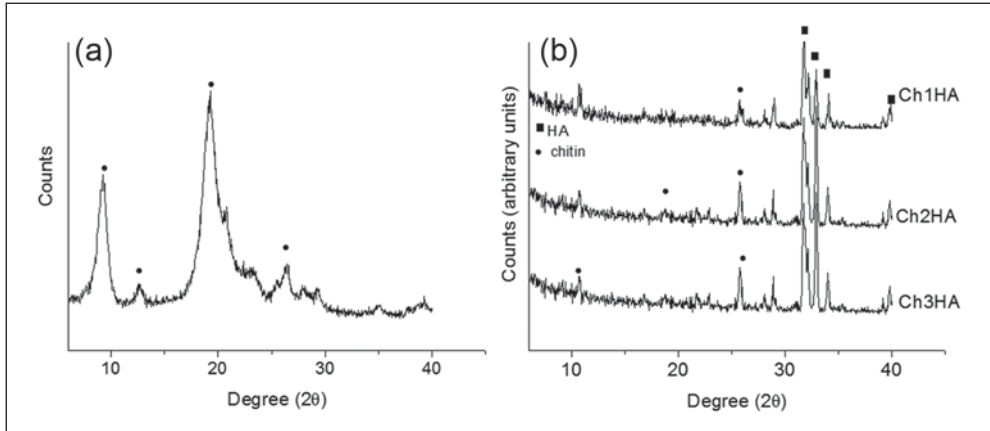 (a)
Counts
10
20
30
40
Degree (2θ)
(b)
Counts (arbitrary units)
HA
chitin
Ch1HA
Ch2HA
Ch3HA
10
20
30
40
Degree (2θ)